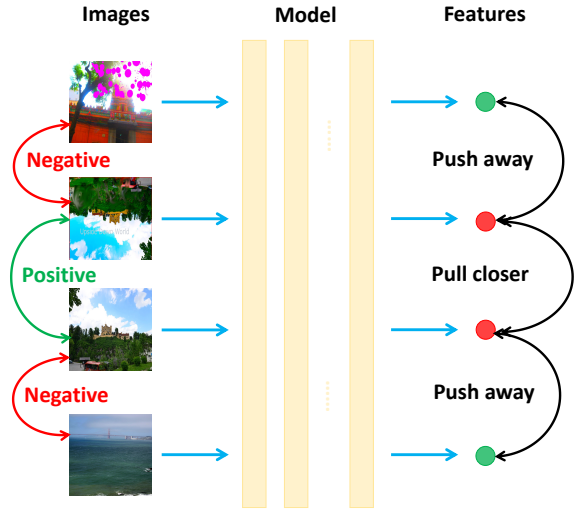 Images
Model
Features
Negative
Push away
Positive
Pull closer
Negative
Push away